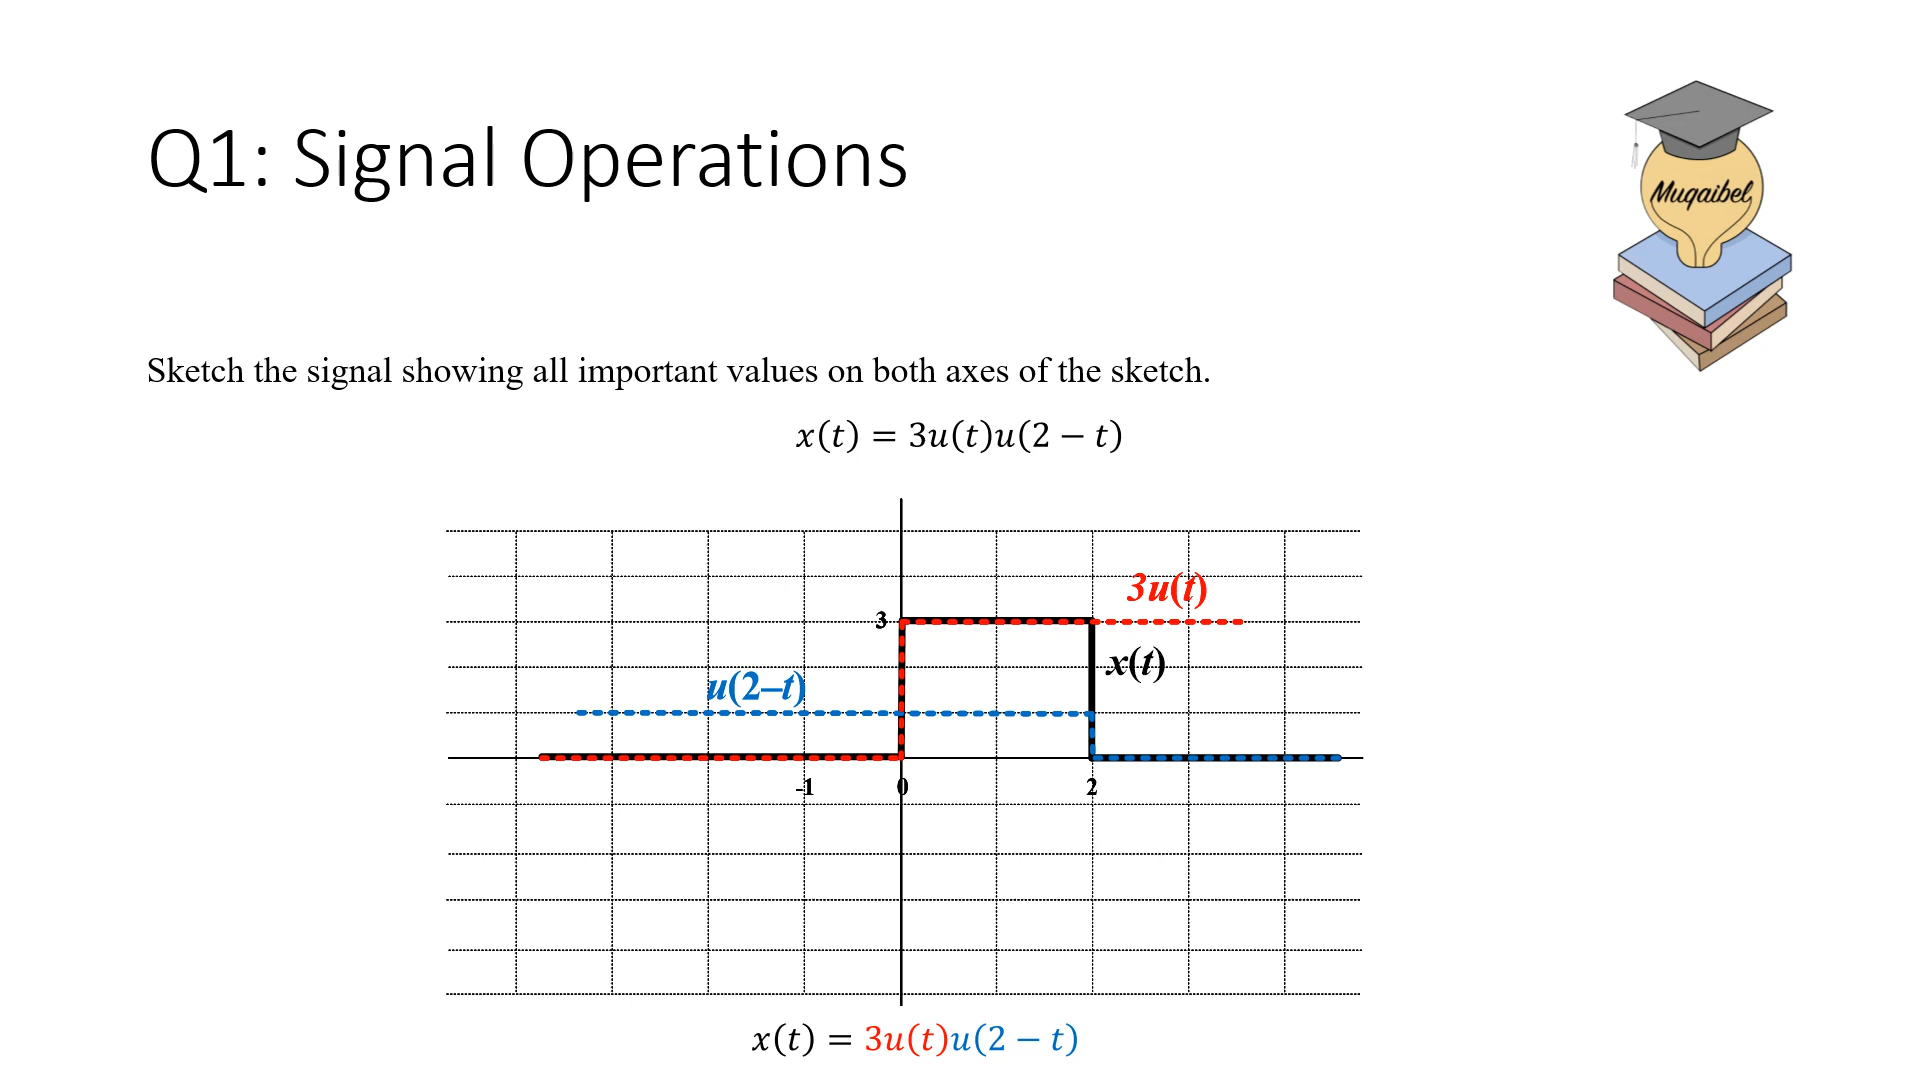 Q1: Signal Operations
Muqaibel
Sketch the signal showing all important values on both axes of the sketch.
x(t) = 3u(t)u(2 − t)
3u(t)
3
x(t)
u(2–t)
-1 0 2
x(t) = 3u(t)u(2 − t)